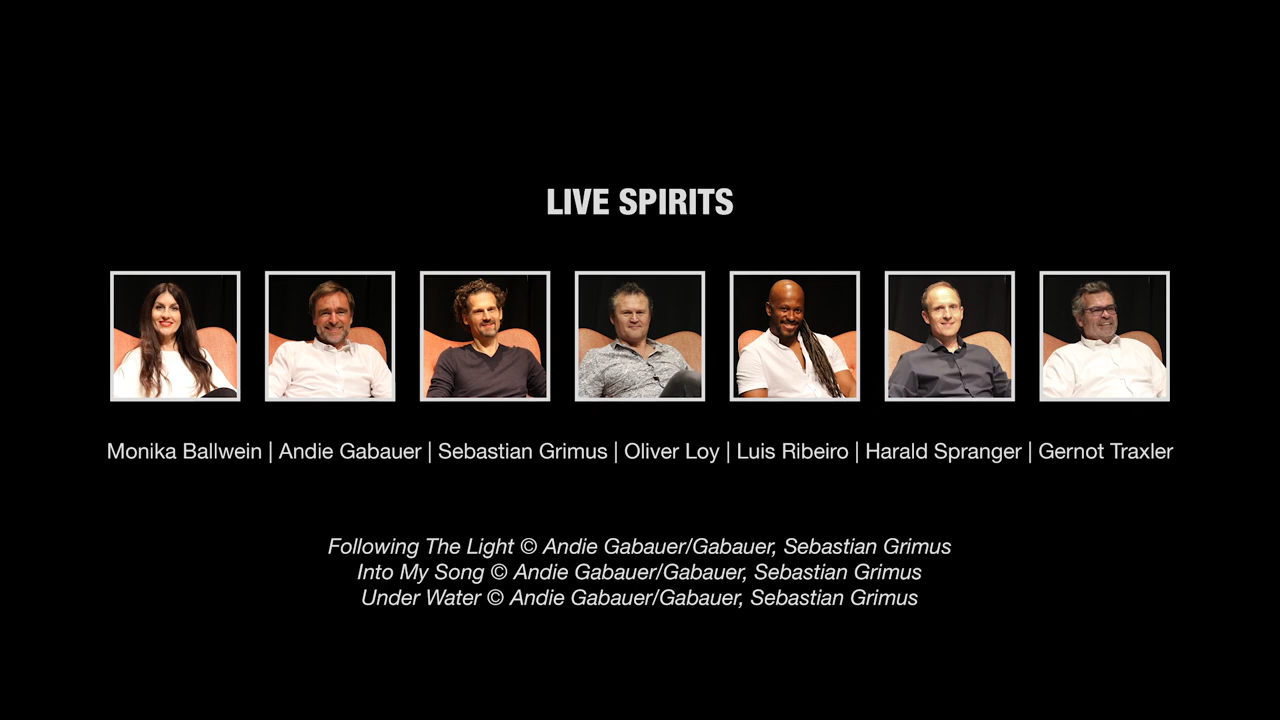 LIVE SPIRITS
Monika Ballwein | Andie Gabauer | Sebastian Grimus | Oliver Loy | Luis Ribeiro | Harald Spranger | Gernot Traxler
Following The Light © Andie Gabauer/Gabauer, Sebastian Grimus
Into My Song © Andie Gabauer/Gabauer, Sebastian Grimus
Under Water © Andie Gabauer/Gabauer, Sebastian Grimus